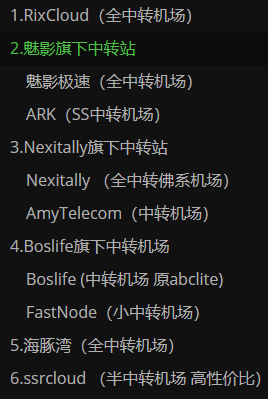 1.RixCloud（全中转机场）
2.魅影旗下中转站
魅影极速（全中转机场）
ARK（SS中转机场）
3.Nexitally旗下中转站
Nexitally （全中转佛系机场）
AmyTelecom（中转机场）
4.Boslife旗下中转机场
Boslife (中转机场 原abclite)
FastNode（小中转机场）
5.海豚湾（全中转机场）
6.ssrcloud （半中转机场 高性价比）